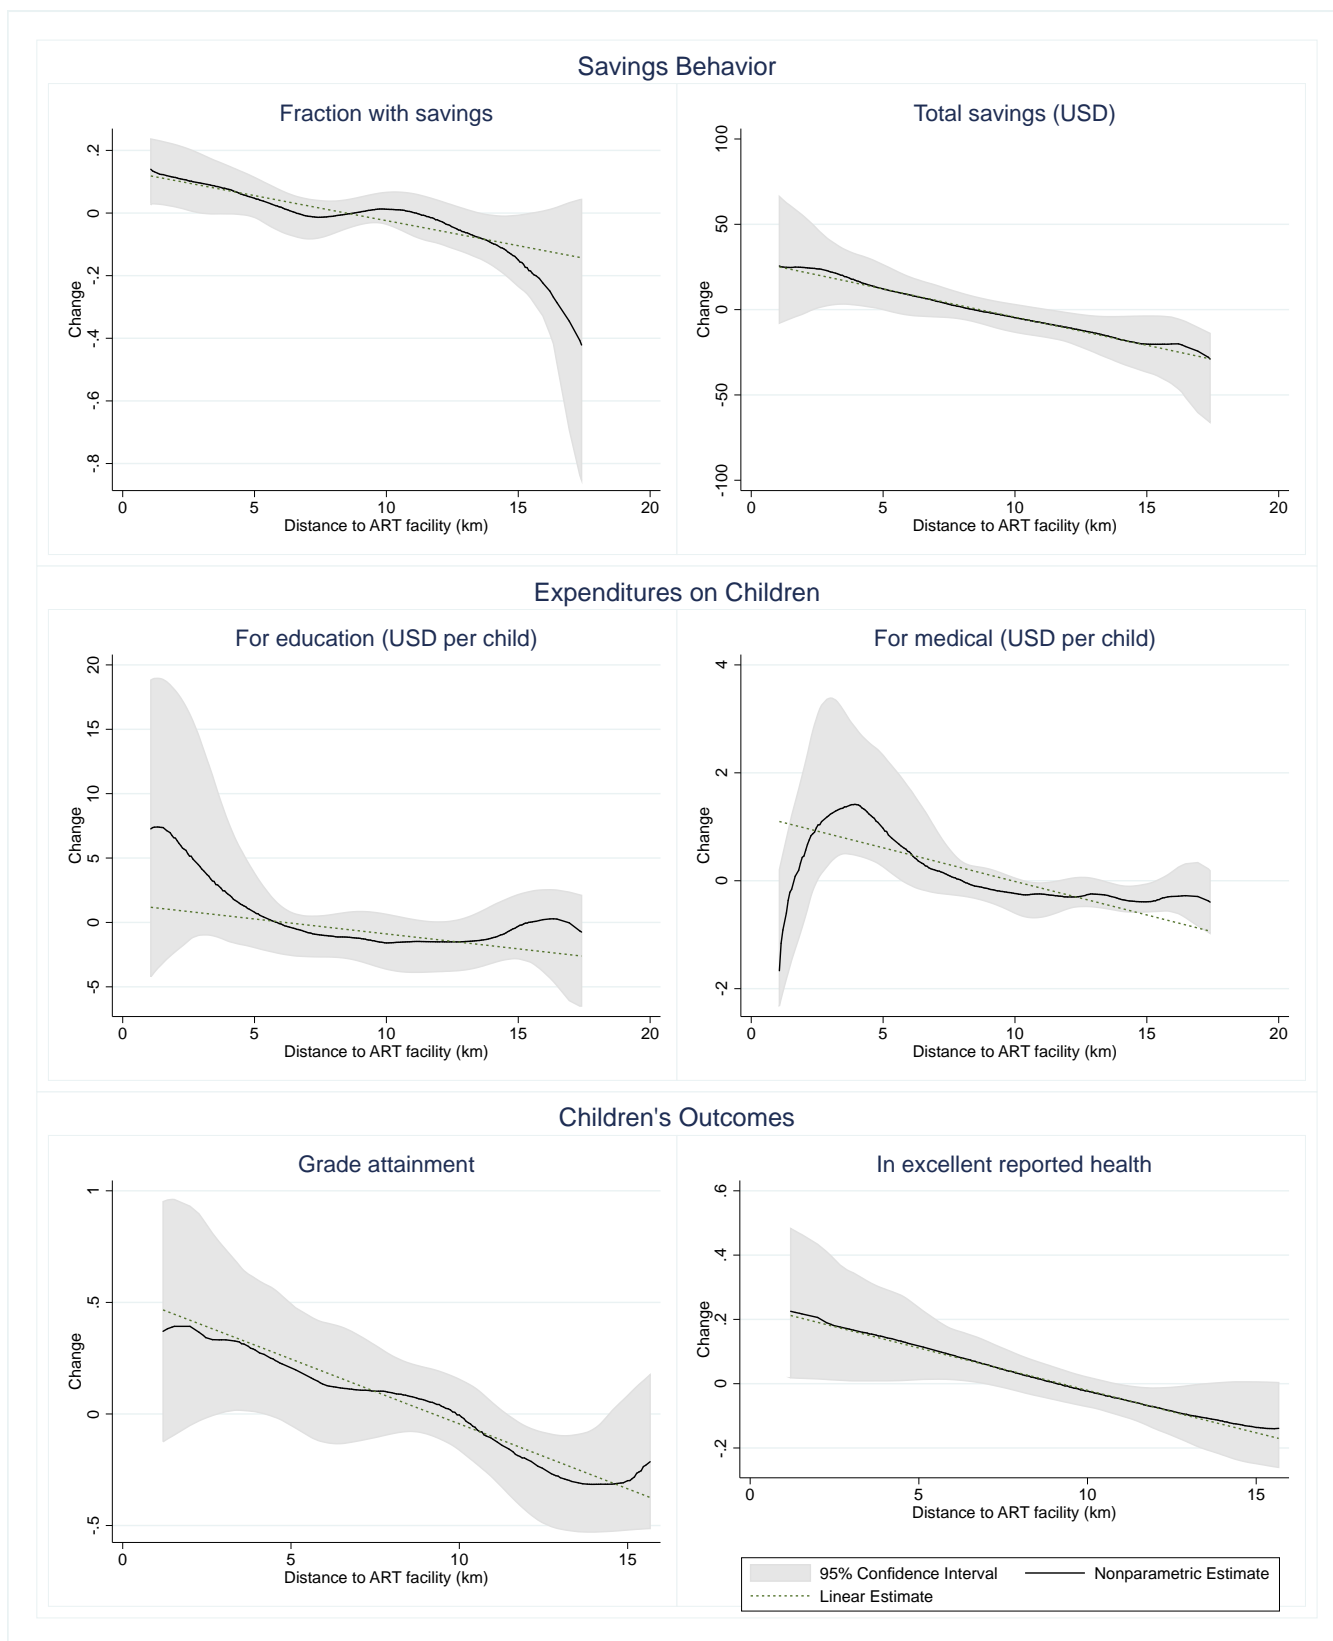 Savings Behavior
Fraction with savings
Change
.2
0
-.2
-.4
-.6
-.8
0 5 10 15 20
Distance to ART facility (km)
Total savings (USD)
Change
100
50
0
-50
-100
0 5 10 15 20
Distance to ART facility (km)
Expenditures on Children
For education (USD per child)
Change
20
15
10
5
0
-5
0 5 10 15 20
Distance to ART facility (km)
For medical (USD per child)
Change
4
2
0
-2
0 5 10 15 20
Distance to ART facility (km)
Children's Outcomes
Grade attainment
Change
1
.5
0
-.5
0 5 10 15
Distance to ART facility (km)
In excellent reported health
Change
.6
.4
.2
0
-.2
0 5 10 15
Distance to ART facility (km)
95% Confidence Interval Nonparametric Estimate
Linear Estimate